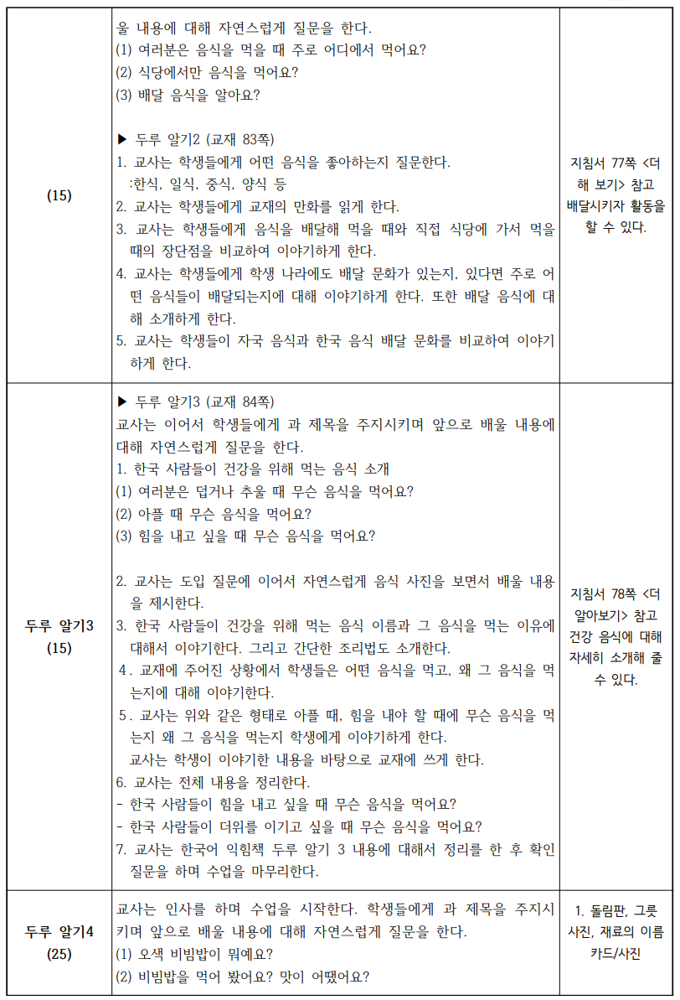 (15)
울 내용에 대해 자연스럽게 질문을 한다.
(1) 여러분은 음식을 먹을 때 주로 어디에서 먹어요?
(2) 식당에서만 음식을 먹어요?
(3) 배달 음식을 알아요?
▶ 두루 알기2 (교재 83쪽)
1. 교사는 학생들에게 어떤 음식을 좋아하는지 질문한다.
:한식, 일식, 중식, 양식 등
2. 교사는 학생들에게 교재의 만화를 읽게 한다.
3. 교사는 학생들에게 음식을 배달해 먹을 때와 직접 식당에 가서 먹을
때의 장단점을 비교하여 이야기하게 한다.
4. 교사는 학생들에게 학생 나라에도 배달 문화가 있는지, 있다면 주로 어
떤 음식들이 배달되는지에 대해 이야기하게 한다. 또한 배달 음식에 대
해 소개하게 한다.
5. 교사는 학생들이 자국 음식과 한국 음식 배달 문화를 비교하여 이야기
하게 한다.
지침서 77쪽 <더
해 보기> 참고
배달시키자 활동을
할 수 있다.
두루 알기3
(15)
▶ 두루 알기3 (교재 84쪽)
교사는 이어서 학생들에게 과 제목을 주지시키며 앞으로 배울 내용에
대해 자연스럽게 질문을 한다.
1. 한국 사람들이 건강을 위해 먹는 음식 소개
(1) 여러분은 덥거나 추울 때 무슨 음식을 먹어요?
(2) 아플 때 무슨 음식을 먹어요?
(3) 힘을 내고 싶을 때 무슨 음식을 먹어요?
2. 교사는 도입 질문에 이어서 자연스럽게 음식 사진을 보면서 배울 내용
을 제시한다.
3. 한국 사람들이 건강을 위해 먹는 음식 이름과 그 음식을 먹는 이유에
대해서 이야기한다. 그리고 간단한 조리법도 소개한다.
4. 교재에 주어진 상황에서 학생들은 어떤 음식을 먹고, 왜 그 음식을 먹
는지에 대해 이야기한다.
5. 교사는 위와 같은 형태로 아플 때, 힘을 내야 할 때에 무슨 음식을 먹
는지 왜 그 음식을 먹는지 학생에게 이야기하게 한다.
교사는 학생이 이야기한 내용을 바탕으로 교재에 쓰게 한다.
6. 교사는 전체 내용을 정리한다.
- 한국 사람들이 힘을 내고 싶을 때 무슨 음식을 먹어요?
- 한국 사람들이 더위를 이기고 싶을 때 무슨 음식을 먹어요?
7. 교사는 한국어 익힘책 두루 알기 3 내용에 대해서 정리를 한 후 확인
질문을 하며 수업을 마무리한다.
지침서 78쪽 <더
알아보기> 참고
건강 음식에 대해
자세히 소개해 줄
수 있다.
두루 알기4
(25)
교사는 인사를 하며 수업을 시작한다. 학생들에게 과 제목을 주지시
키며 앞으로 배울 내용에 대해 자연스럽게 질문을 한다.
(1) 오색 비빔밥이 뭐예요?
(2) 비빔밥을 먹어 봤어요? 맛이 어땠어요?
1. 돌림판, 그릇
사진, 재료의 이름
카드/사진